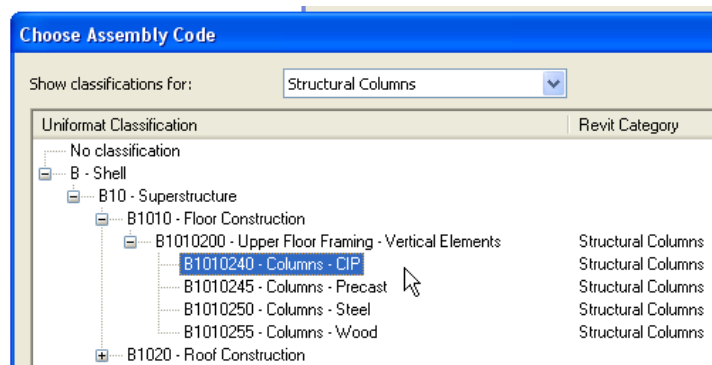 Choose Assembly Code
Show classifications for: Structural Columns
Uniformat Classification Revit Category
No classification
B - Shell
B10 - Superstructure
B1010 - Floor Construction
B1010200 - Upper Floor Framing - Vertical Elements Structural Columns
B1010240 - Columns - CIP Structural Columns
B1010245 - Columns - Precast Structural Columns
B1010250 - Columns - Steel Structural Columns
B1010255 - Columns - Wood Structural Columns
B1020 - Roof Construction